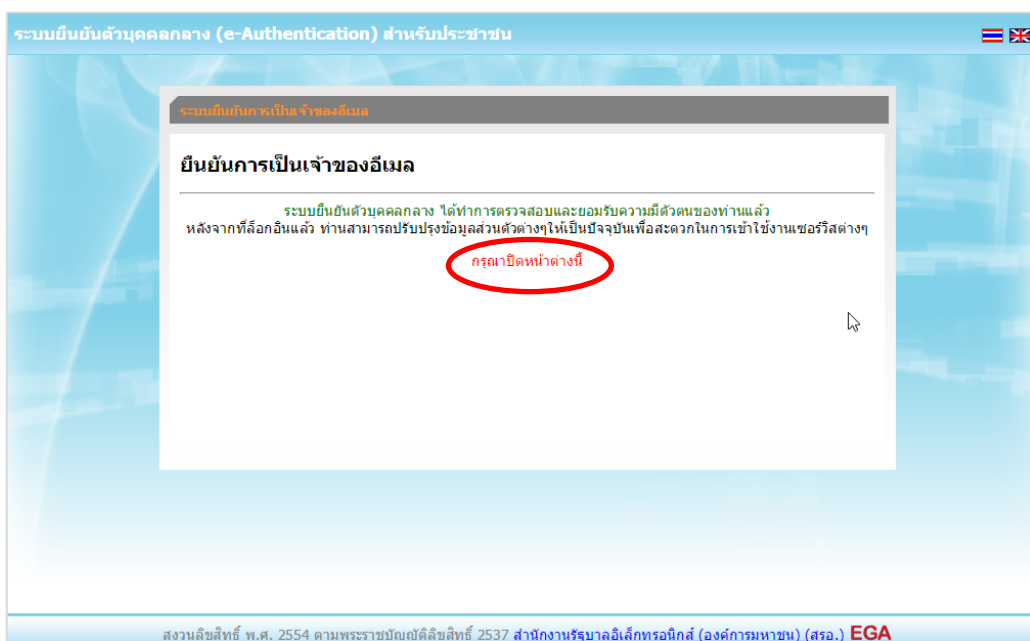 ระบบยืนยันตัวบุคคลกลาง (e-Authentication) สำหรับประชาชน
ระบบยืนยันการเป็นเจ้าของอีเมล
ยืนยันการเป็นเจ้าของอีเมล
ระบบยืนยันตัวบุคคลกลาง ได้ทำการตรวจสอบและยอมรับความมีตัวตนของท่านแล้ว
หลังจากที่ล็อกอินแล้ว ท่านสามารถปรับปรุงข้อมูลส่วนตัวต่างๆให้เป็นปัจจุบันเพื่อสะดวกในการเข้าใช้งานเซอร์วิสต่างๆ
กรุณาปิดหน้าต่างนี้
สงวนลิขสิทธิ์ พ.ศ. 2554 ตามพระราชบัญญัติลิขสิทธิ์ 2537 สำนักงานรัฐบาลอิเล็กทรอนิกส์ (องค์การมหาชน) (สรอ.) EGA